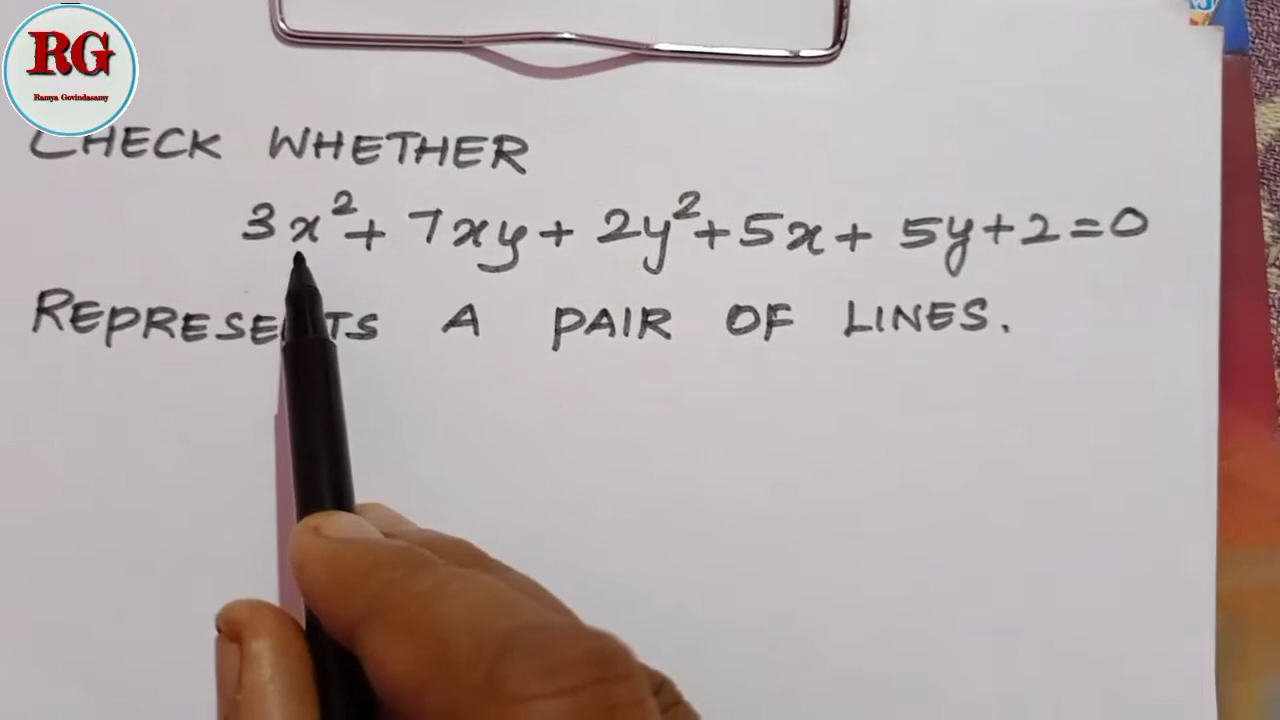 RG
Ramya Govindasamy
CHECK WHETHER
3x² + 7xy + 2y² + 5x + 5y + 2 = 0
REPRESENTS A PAIR OF LINES.